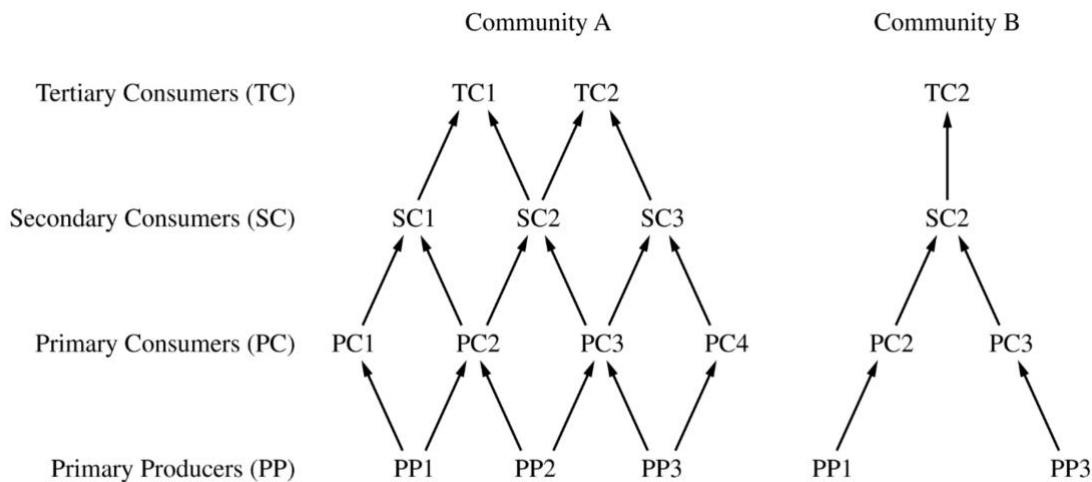 Community A Community B
Tertiary Consumers (TC) TC1 TC2 TC2
Secondary Consumers (SC) SC1 SC2 SC3 SC2
Primary Consumers (PC) PC1 PC2 PC3 PC4 PC2 PC3
Primary Producers (PP) PP1 PP2 PP3 PP1 PP3